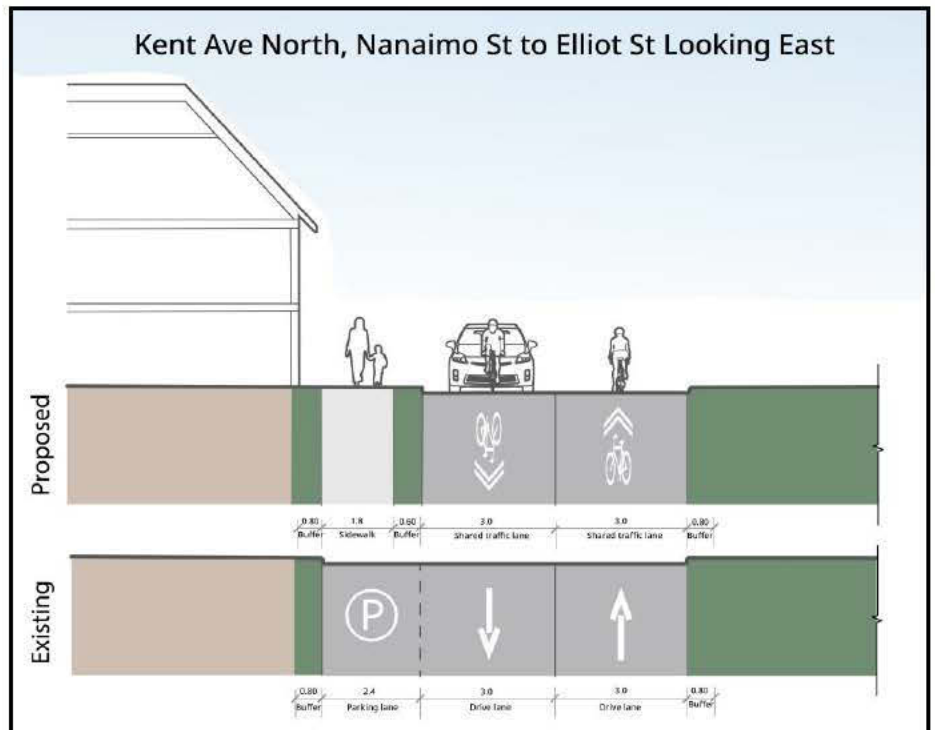 Kent Ave North, Nanaimo St to Elliot St Looking East
Proposed
0.80 1.8 0.60 3.0 3.0 0.80
Buffer Sidewalk Buffer Shared traffic lane Shared traffic lane Buffer
Existing
P
0.80 2.4 3.0 3.0 0.80
Buffer Parking lane Drive lane Drive lane Buffer